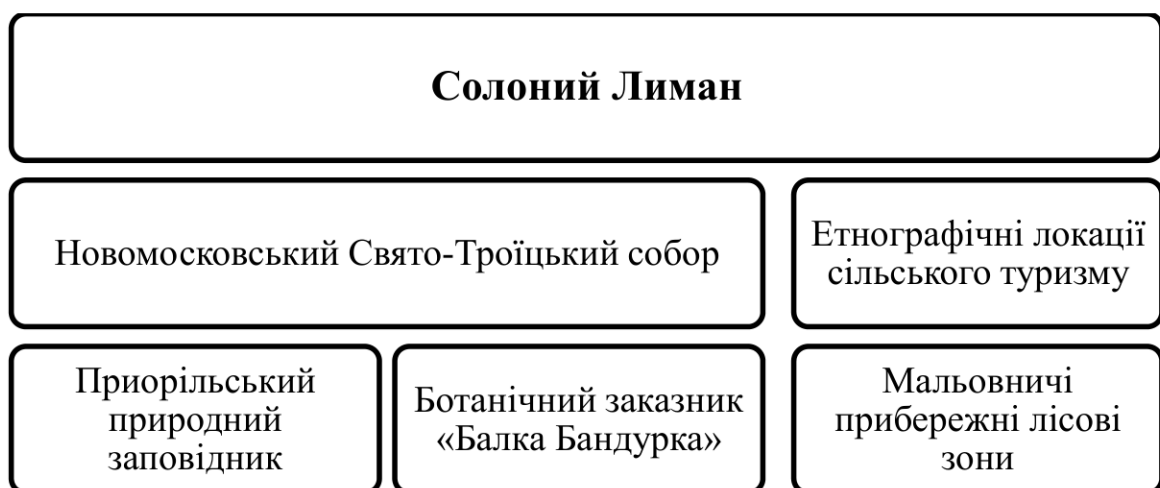 Солоний Лиман
Новомосковський Свято-Троїцький собор
Етнографічні локації
сільського туризму
Приорільський
природний
заповідник
Ботанічний заказник
«Балка Бандурка»
Мальовничі
прибережні лісові
зони